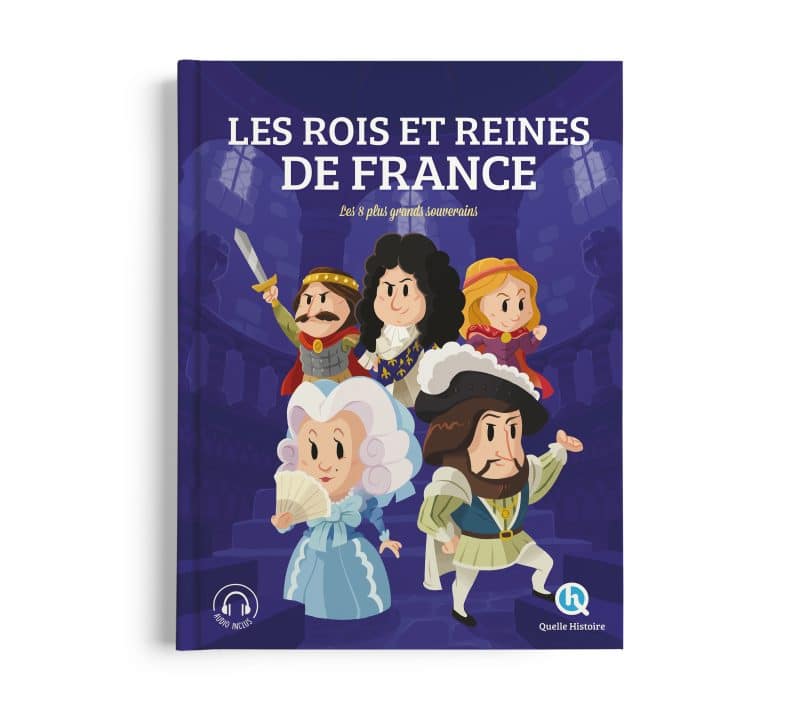 LES ROIS ET REINES
DE FRANCE
Les 8 plus grands souverains
AUDIO INCLUS
Quelle Histoire